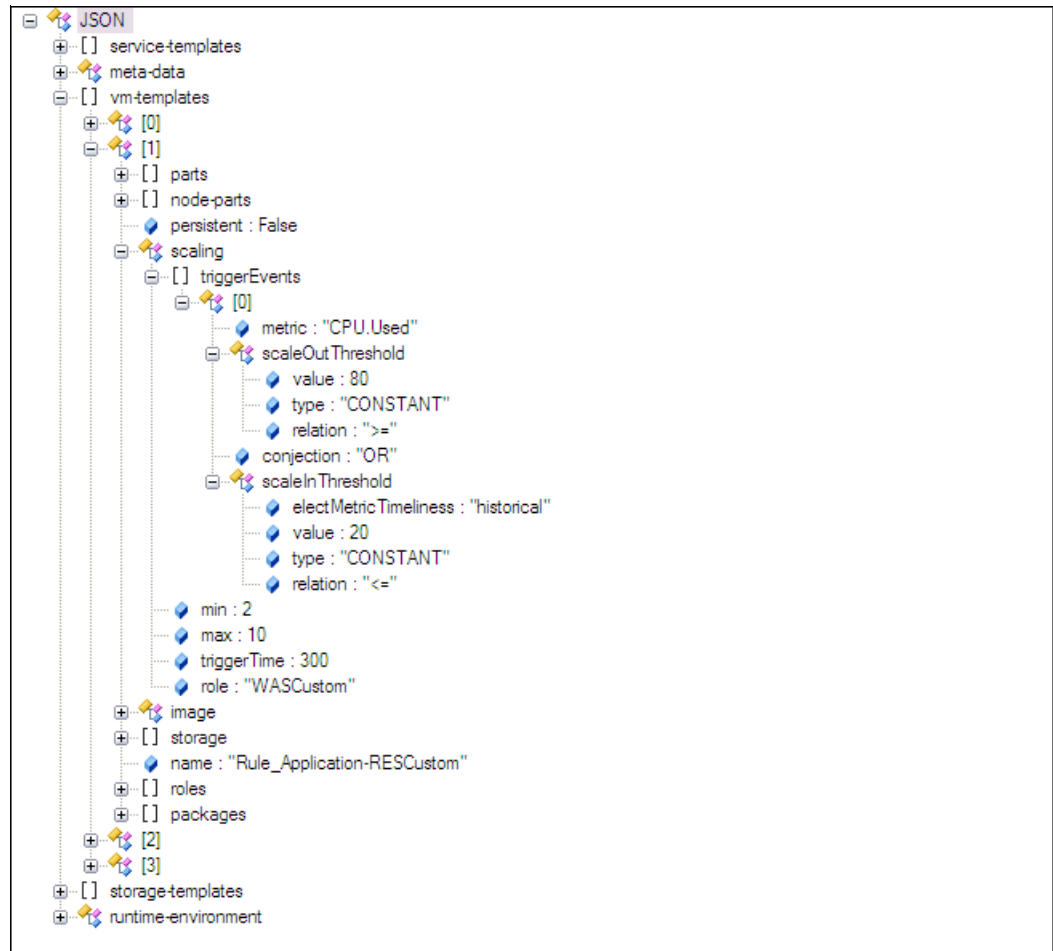 JSON
[] service-templates
meta-data
[] vm-templates
[0]
[1]
[] parts
[] node-parts
persistent : False
scaling
[] triggerEvents
[0]
metric : "CPU.Used"
scaleOutThreshold
value : 80
type : "CONSTANT"
relation : ">="
conjection : "OR"
scaleInThreshold
electMetricTimeliness : "historical"
value : 20
type : "CONSTANT"
relation : "<="
min : 2
max : 10
triggerTime : 300
role : "WASCustom"
image
[] storage
name : "Rule_Application-RESCustom"
[] roles
[] packages
[2]
[3]
[] storage-templates
runtime-environment